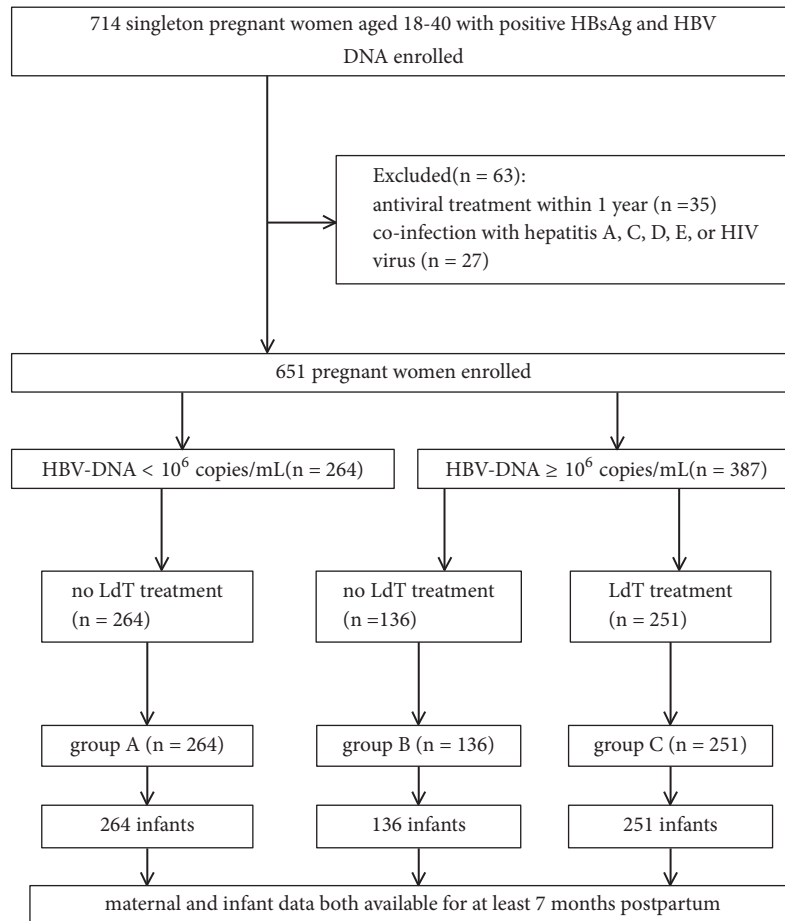 714 singleton pregnant women aged 18-40 with positive HBsAg and HBV
DNA enrolled
Excluded(n = 63):
antiviral treatment within 1 year (n =35)
co-infection with hepatitis A, C, D, E, or HIV
virus (n = 27)
651 pregnant women enrolled
HBV-DNA < 10⁶ copies/mL(n = 264)
HBV-DNA ≥ 10⁶ copies/mL(n = 387)
no LdT treatment
(n = 264)
no LdT treatment
(n =136)
LdT treatment
(n = 251)
group A (n = 264)
group B (n = 136)
group C (n = 251)
264 infants
136 infants
251 infants
maternal and infant data both available for at least 7 months postpartum